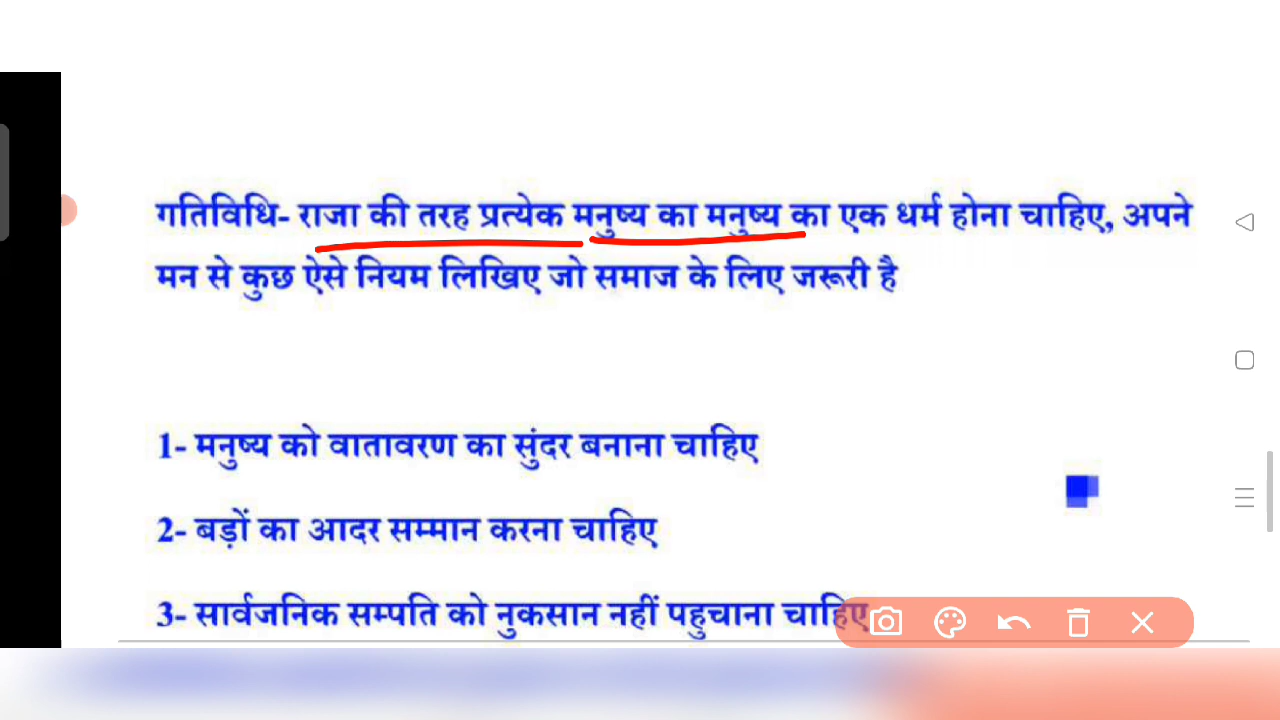 गतिविधि- राजा की तरह प्रत्येक मनुष्य का मनुष्य का एक धर्म होना चाहिए, अपने
मन से कुछ ऐसे नियम लिखिए जो समाज के लिए जरूरी है
1- मनुष्य को वातावरण का सुंदर बनाना चाहिए
2- बड़ों का आदर सम्मान करना चाहिए
3- सार्वजनिक सम्पति को नुकसान नहीं पहुचाना चाहिए